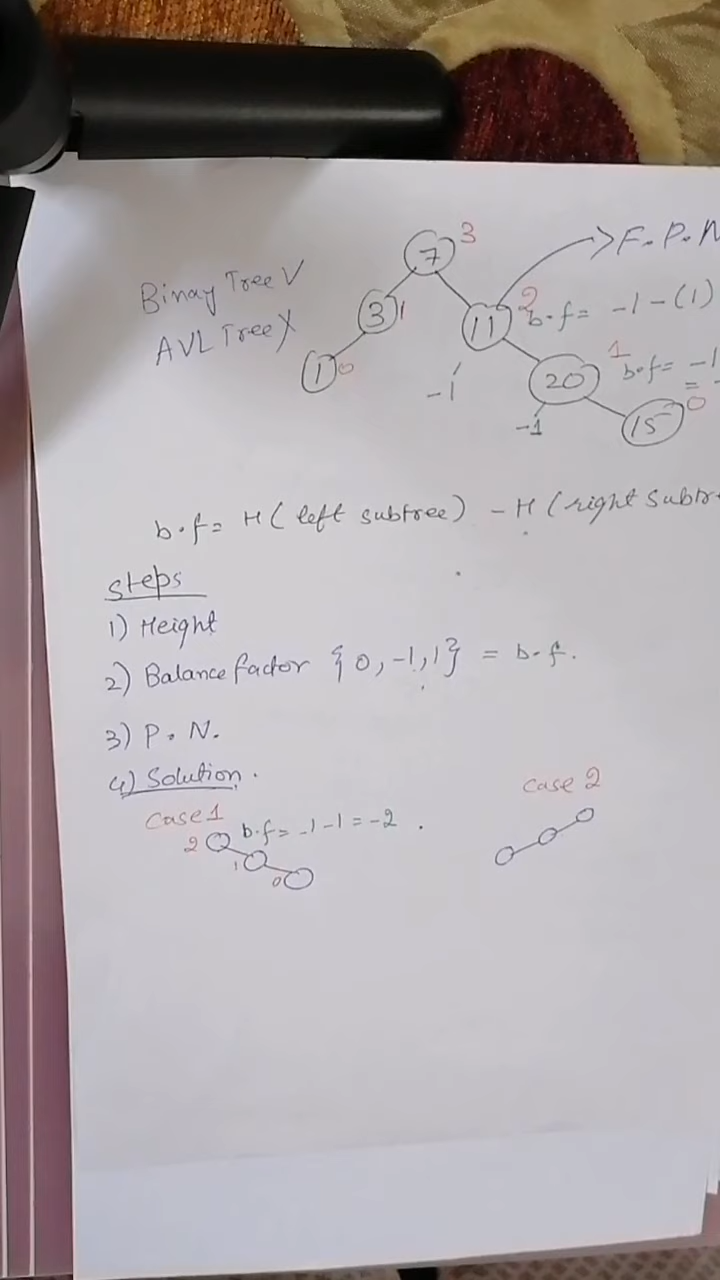 7 3
F.P.N
Binay Tree V
AVL Tree X
3 1
11 2 b.f = -1 - (1)
1 0
-1
20 1 b.f = -1
= -
-1
15 0
b.f = H ( left subtree ) - H ( right subtr
Steps
1) Height
2) Balance factor { 0, -1, 1 } = b.f.
3) P. N.
4) Solution.
Case 1
Case 2
2 b.f = -1 -1 = -2 .
1
0